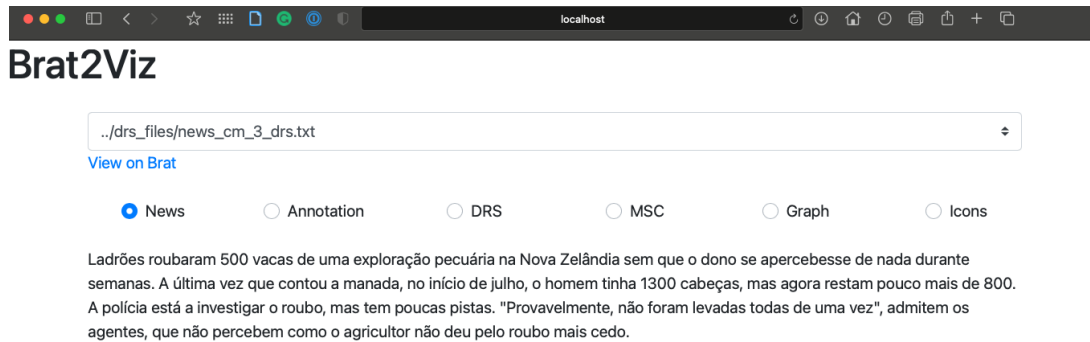 localhost
Brat2Viz
../drs_files/news_cm_3_drs.txt
View on Brat
News Annotation DRS MSC Graph Icons
Ladrões roubaram 500 vacas de uma exploração pecuária na Nova Zelândia sem que o dono se apercebesse de nada durante
semanas. A última vez que contou a manada, no início de julho, o homem tinha 1300 cabeças, mas agora restam pouco mais de 800.
A polícia está a investigar o roubo, mas tem poucas pistas. "Provavelmente, não foram levadas todas de uma vez", admitem os
agentes, que não percebem como o agricultor não deu pelo roubo mais cedo.